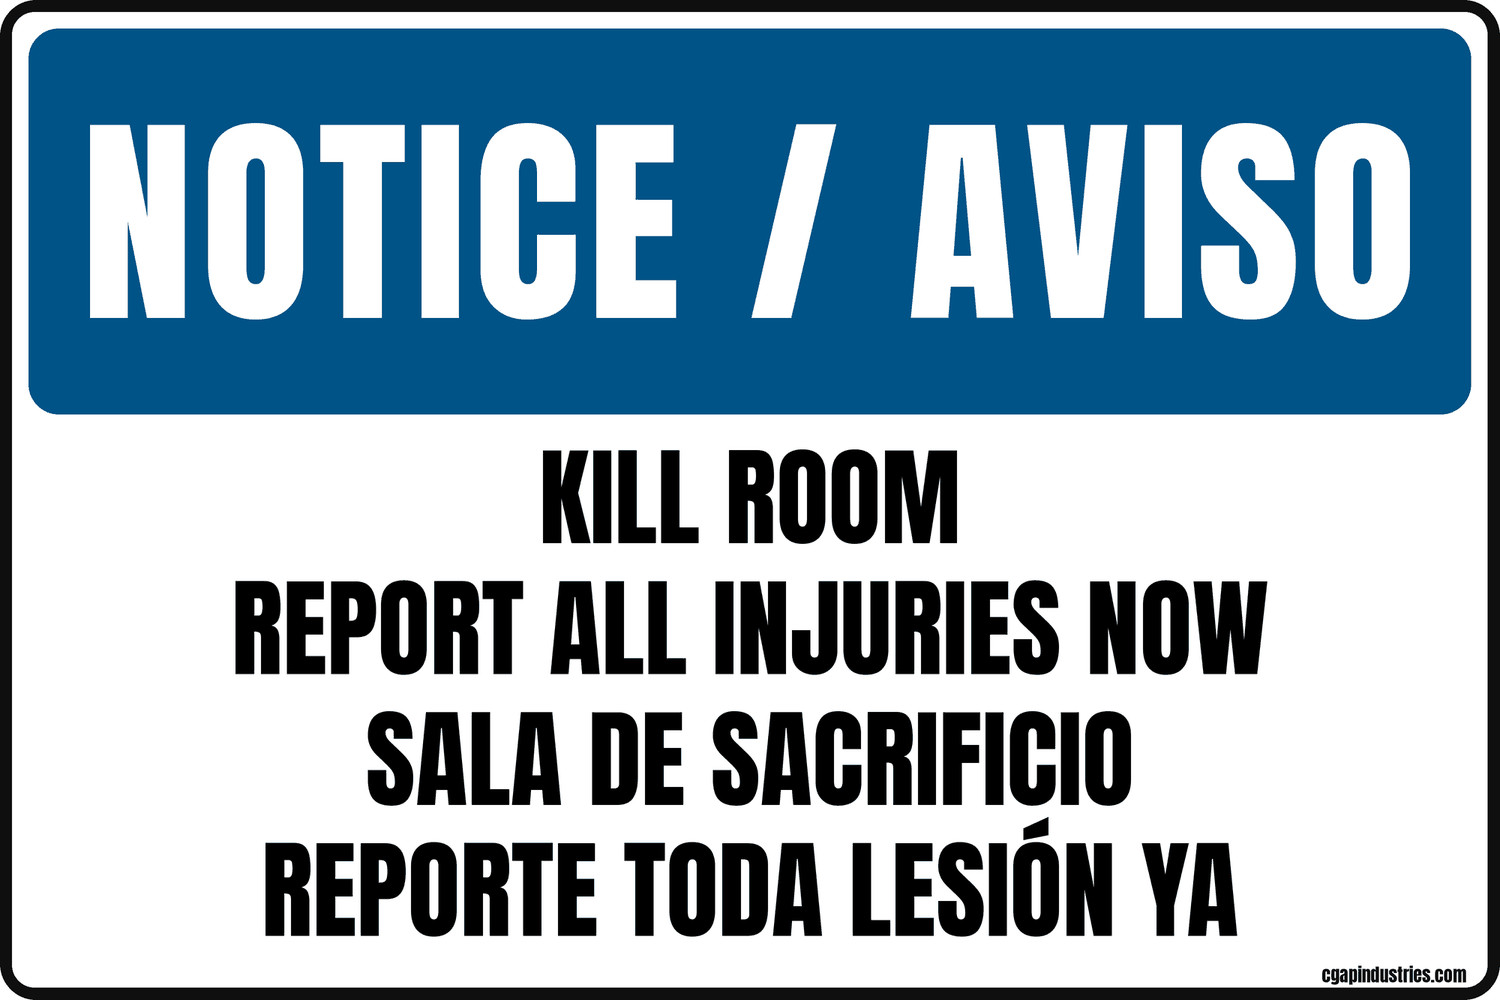 NOTICE / AVISO
KILL ROOM
REPORT ALL INJURIES NOW
SALA DE SACRIFICIO
REPORTE TODA LESIÓN YA
cgapindustries.com